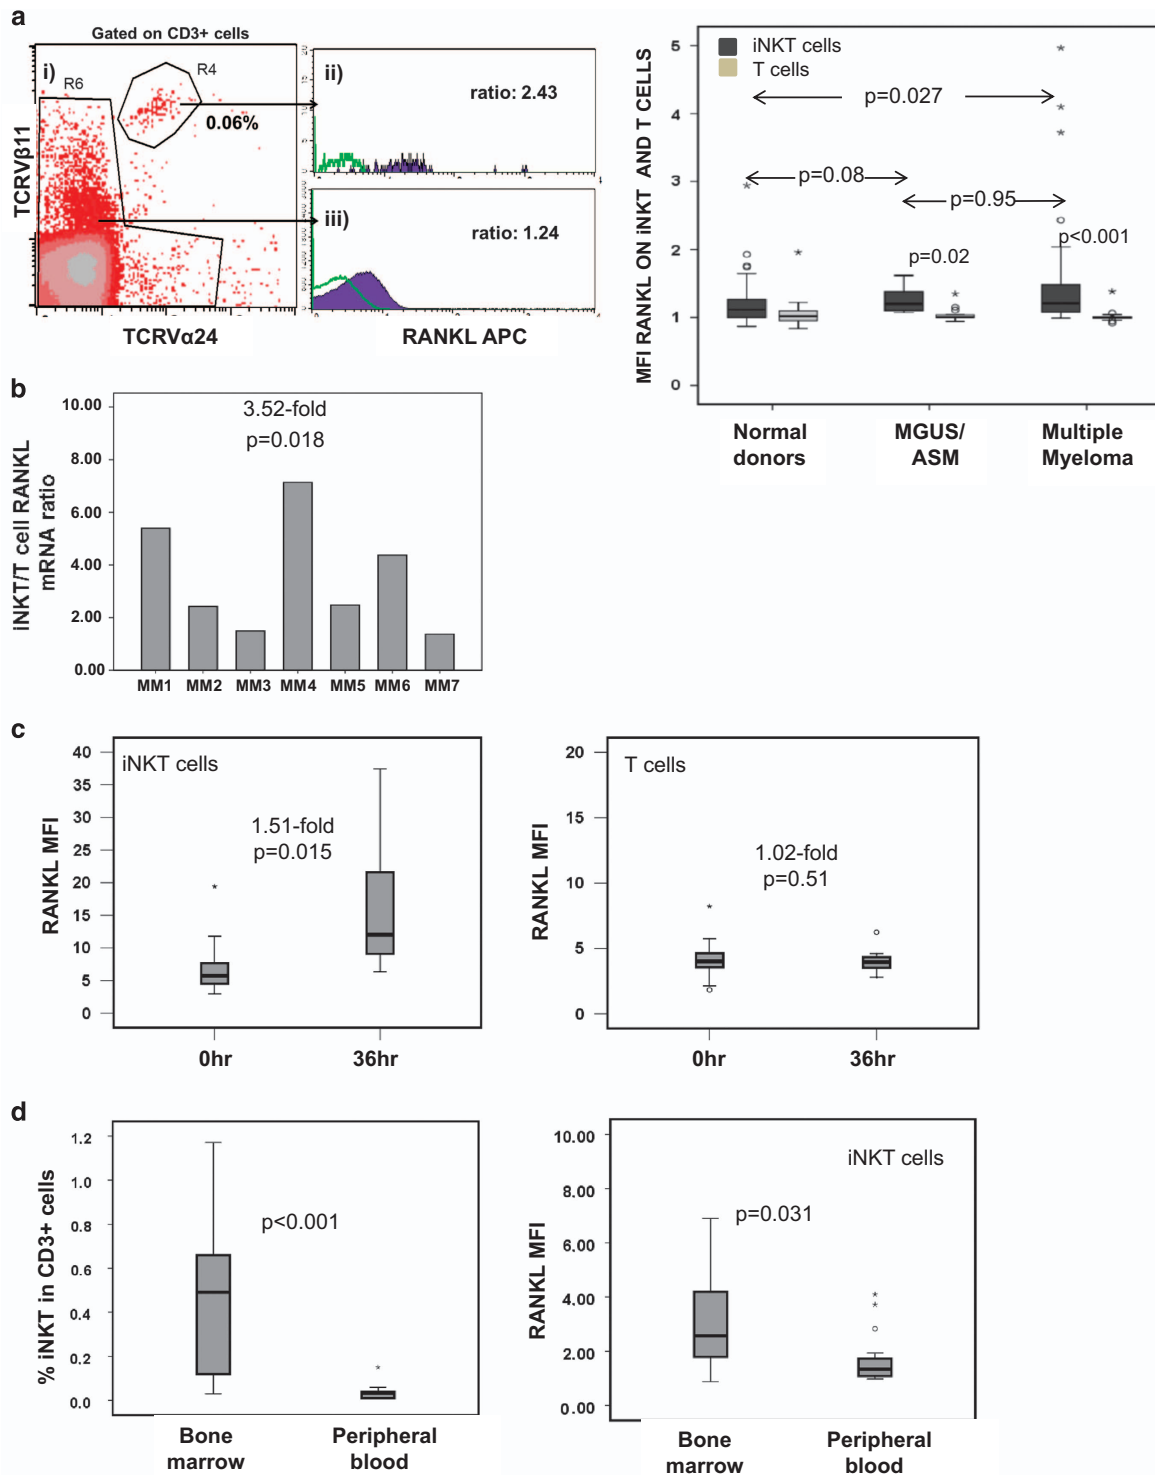 a
Gated on CD3+ cells
i)
R6
R4
0.06%
TCRVβ11
TCRVα24
ii)
ratio: 2.43
iii)
ratio: 1.24
RANKL APC
MFI RANKL ON iNKT AND T CELLS
5
4
3
2
1
0
iNKT cells
T cells
p=0.027
p=0.08
p=0.95
p=0.02
p<0.001
Normal
donors
MGUS/
ASM
Multiple
Myeloma
b
iNKT/T cell RANKL
mRNA ratio
10.00
8.00
6.00
4.00
2.00
0.00
3.52-fold
p=0.018
MM1 MM2 MM3 MM4 MM5 MM6 MM7
c
RANKL MFI
40
35
30
25
20
15
10
5
0
iNKT cells
1.51-fold
p=0.015
0hr 36hr
RANKL MFI
20
15
10
5
0
T cells
1.02-fold
p=0.51
0hr 36hr
d
% iNKT in CD3+ cells
1.2
1.0
0.8
0.6
0.4
0.2
0.0
p<0.001
Bone
marrow
Peripheral
blood
RANKL MFI
10.00
8.00
6.00
4.00
2.00
0.00
iNKT cells
p=0.031
Bone
marrow
Peripheral
blood